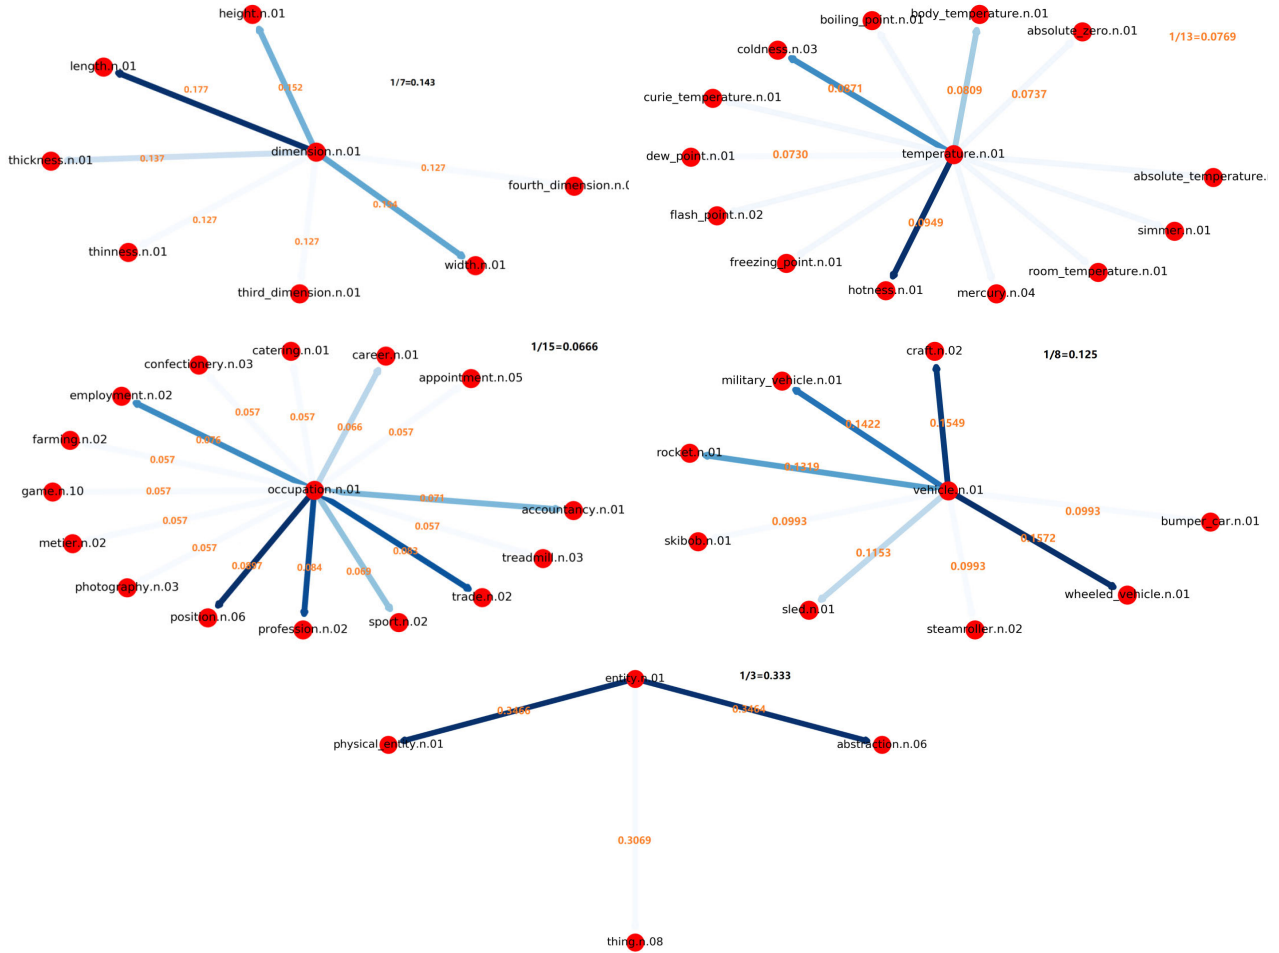 height.n.01
length.n.01
0.177
0.152
1/7=0.143
thickness.n.01
0.137
dimension.n.01
0.127
fourth_dimension.n.0
0.127
thinness.n.01
0.127
width.n.01
third_dimension.n.01
boiling_point.n.01
body_temperature.n.01
absolute_zero.n.01
1/13=0.0769
coldness.n.03
curie_temperature.n.01
0.0871
0.0809
0.0737
dew_point.n.01
0.0730
temperature.n.01
absolute_temperature.
flash_point.n.02
0.0949
simmer.n.01
freezing_point.n.01
hotness.n.01
mercury.n.04
room_temperature.n.01
catering.n.01
career.n.01
1/15=0.0666
confectionery.n.03
appointment.n.05
employment.n.02
0.057
0.057
0.066
0.057
farming.n.02
0.057
0.076
game.n.10
0.057
occupation.n.01
0.071
accountancy.n.01
metier.n.02
0.057
0.057
treadmill.n.03
0.057
photography.n.03
0.084
0.069
position.n.06
profession.n.02
sport.n.02
trade.n.02
craft.n.02
1/8=0.125
military_vehicle.n.01
0.1422
0.1549
rocket.n.01
0.1319
vehicle.n.01
skibob.n.01
0.0993
0.0993
bumper_car.n.01
0.1153
0.0993
0.1572
sled.n.01
steamroller.n.02
wheeled_vehicle.n.01
entity.n.01
1/3=0.333
0.3466
0.3464
physical_entity.n.01
abstraction.n.06
0.3069
thing.n.08